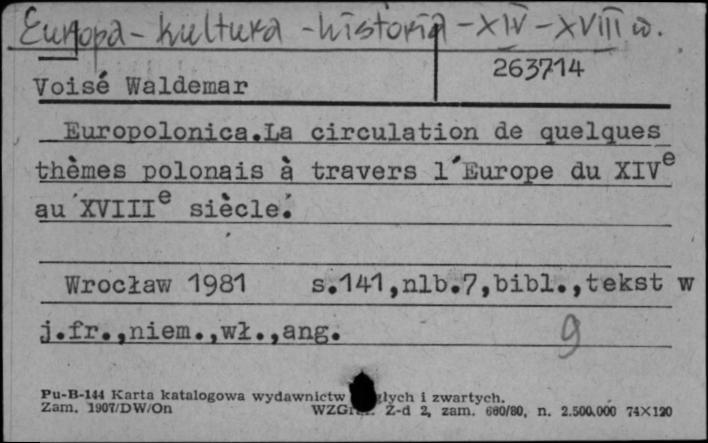 Europa - kultura - historia - XIV - XVIII w.
263714
Voisé Waldemar
Europolonica.La circulation de quelques
thèmes polonais à travers l'Europe du XIVe
au XVIIIe siècle.
Wrocław 1981 s.141,nlb.7,bibl.,tekst w
j.fr.,niem.,wł.,ang.
9
Pu-B-144 Karta katalogowa wydawnictw i zwartych.
Zam. 1907/DW/On Z-d 2, zam. 660/80, n. 2.500.000 74X120